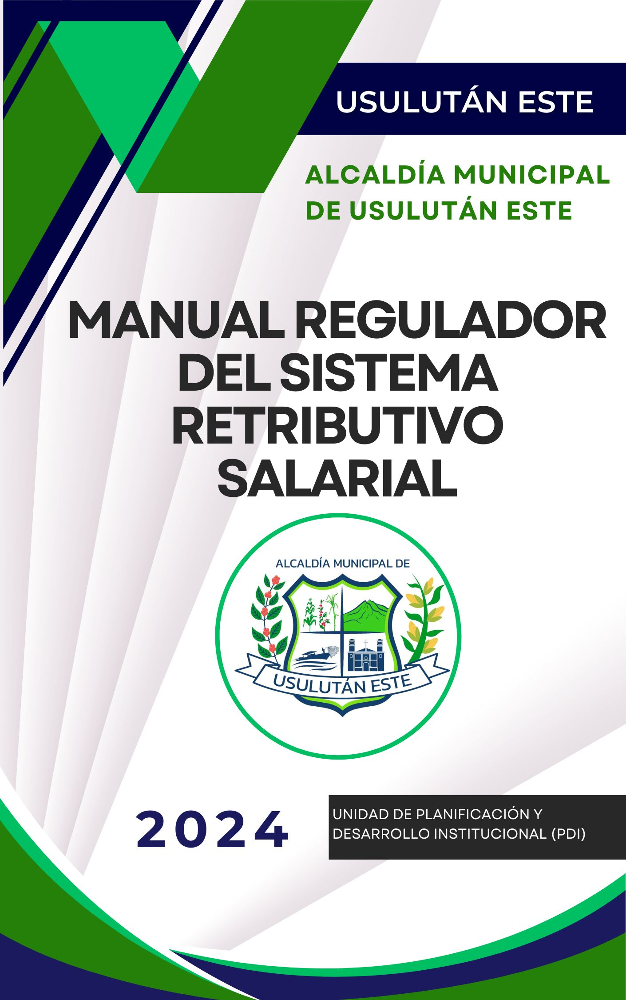 USULUTÁN ESTE
ALCALDÍA MUNICIPAL
DE USULUTÁN ESTE
MANUAL REGULADOR
DEL SISTEMA
RETRIBUTIVO
SALARIAL
ALCALDÍA MUNICIPAL DE
USULUTÁN ESTE
2024
UNIDAD DE PLANIFICACIÓN Y
DESARROLLO INSTITUCIONAL (PDI)